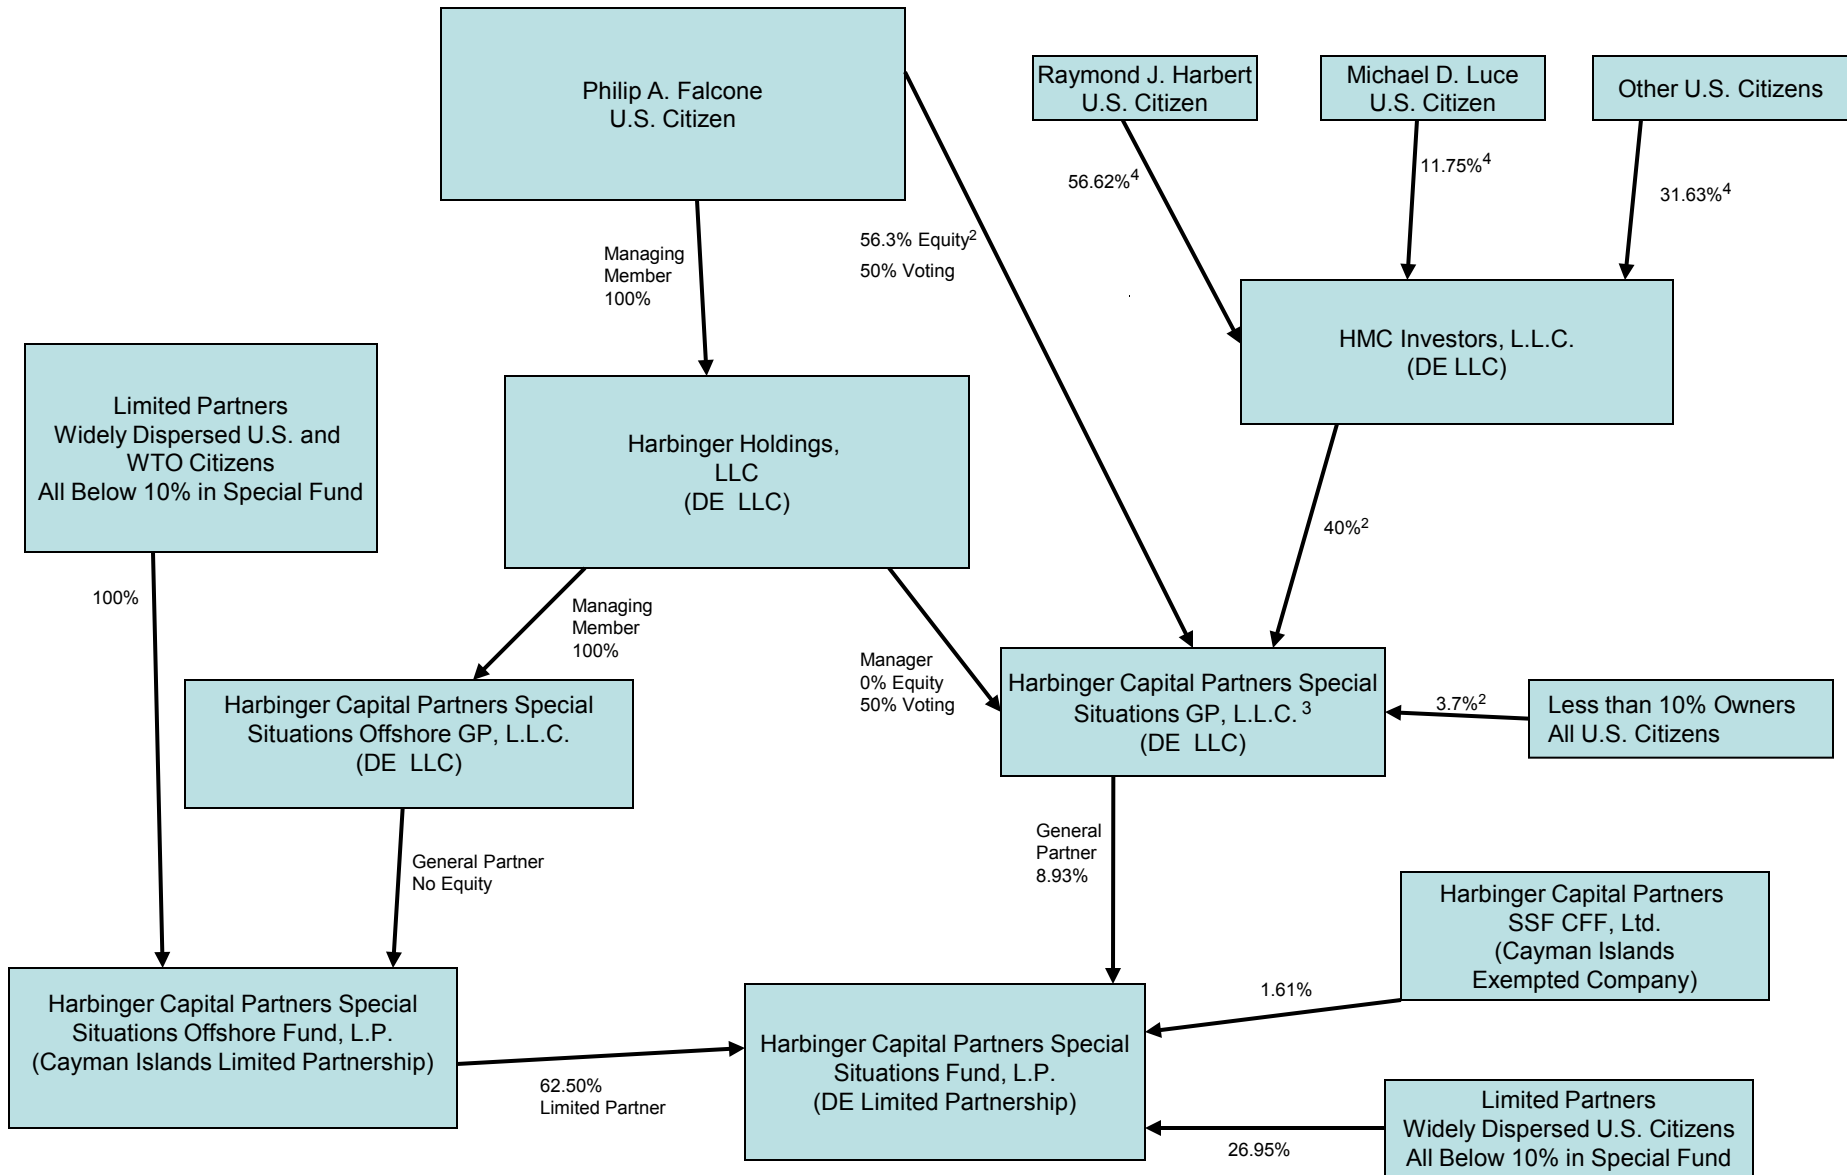 Philip A. Falcone
U.S. Citizen
Raymond J. Harbert
U.S. Citizen
Michael D. Luce
U.S. Citizen
Other U.S. Citizens
56.62%4
11.75%4
31.63%4
Managing
Member
100%
56.3% Equity2
50% Voting
HMC Investors, L.L.C.
(DE LLC)
Limited Partners
Widely Dispersed U.S. and
WTO Citizens
All Below 10% in Special Fund
Harbinger Holdings,
LLC
(DE LLC)
40%2
100%
Managing
Member
100%
Manager
0% Equity
50% Voting
Harbinger Capital Partners Special
Situations Offshore GP, L.L.C.
(DE LLC)
Harbinger Capital Partners Special
Situations GP, L.L.C. 3
(DE LLC)
3.7%2
Less than 10% Owners
All U.S. Citizens
General Partner
No Equity
General
Partner
8.93%
Harbinger Capital Partners
SSF CFF, Ltd.
(Cayman Islands
Exempted Company)
1.61%
Harbinger Capital Partners Special
Situations Offshore Fund, L.P.
(Cayman Islands Limited Partnership)
62.50%
Limited Partner
Harbinger Capital Partners Special
Situations Fund, L.P.
(DE Limited Partnership)
26.95%
Limited Partners
Widely Dispersed U.S. Citizens
All Below 10% in Special Fund